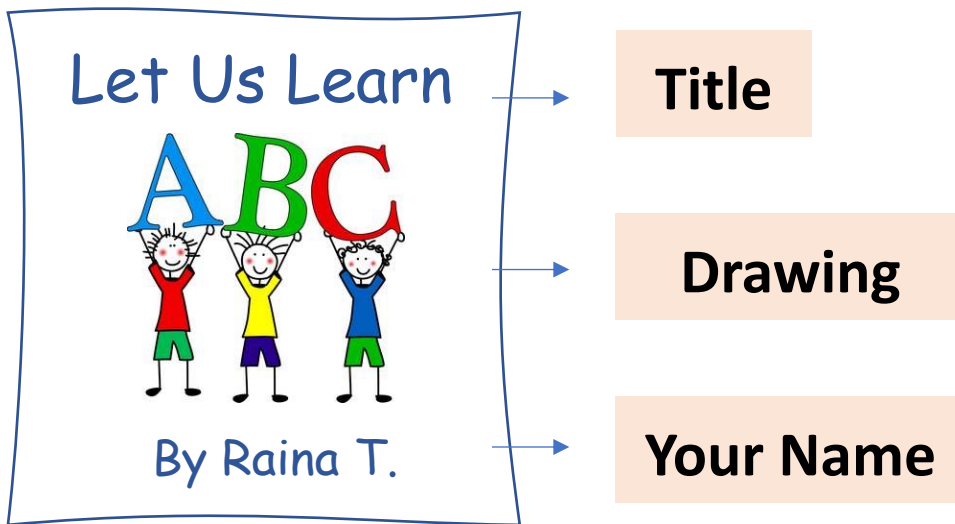 Let Us Learn
Title
ABC
Drawing
By Raina T.
Your Name